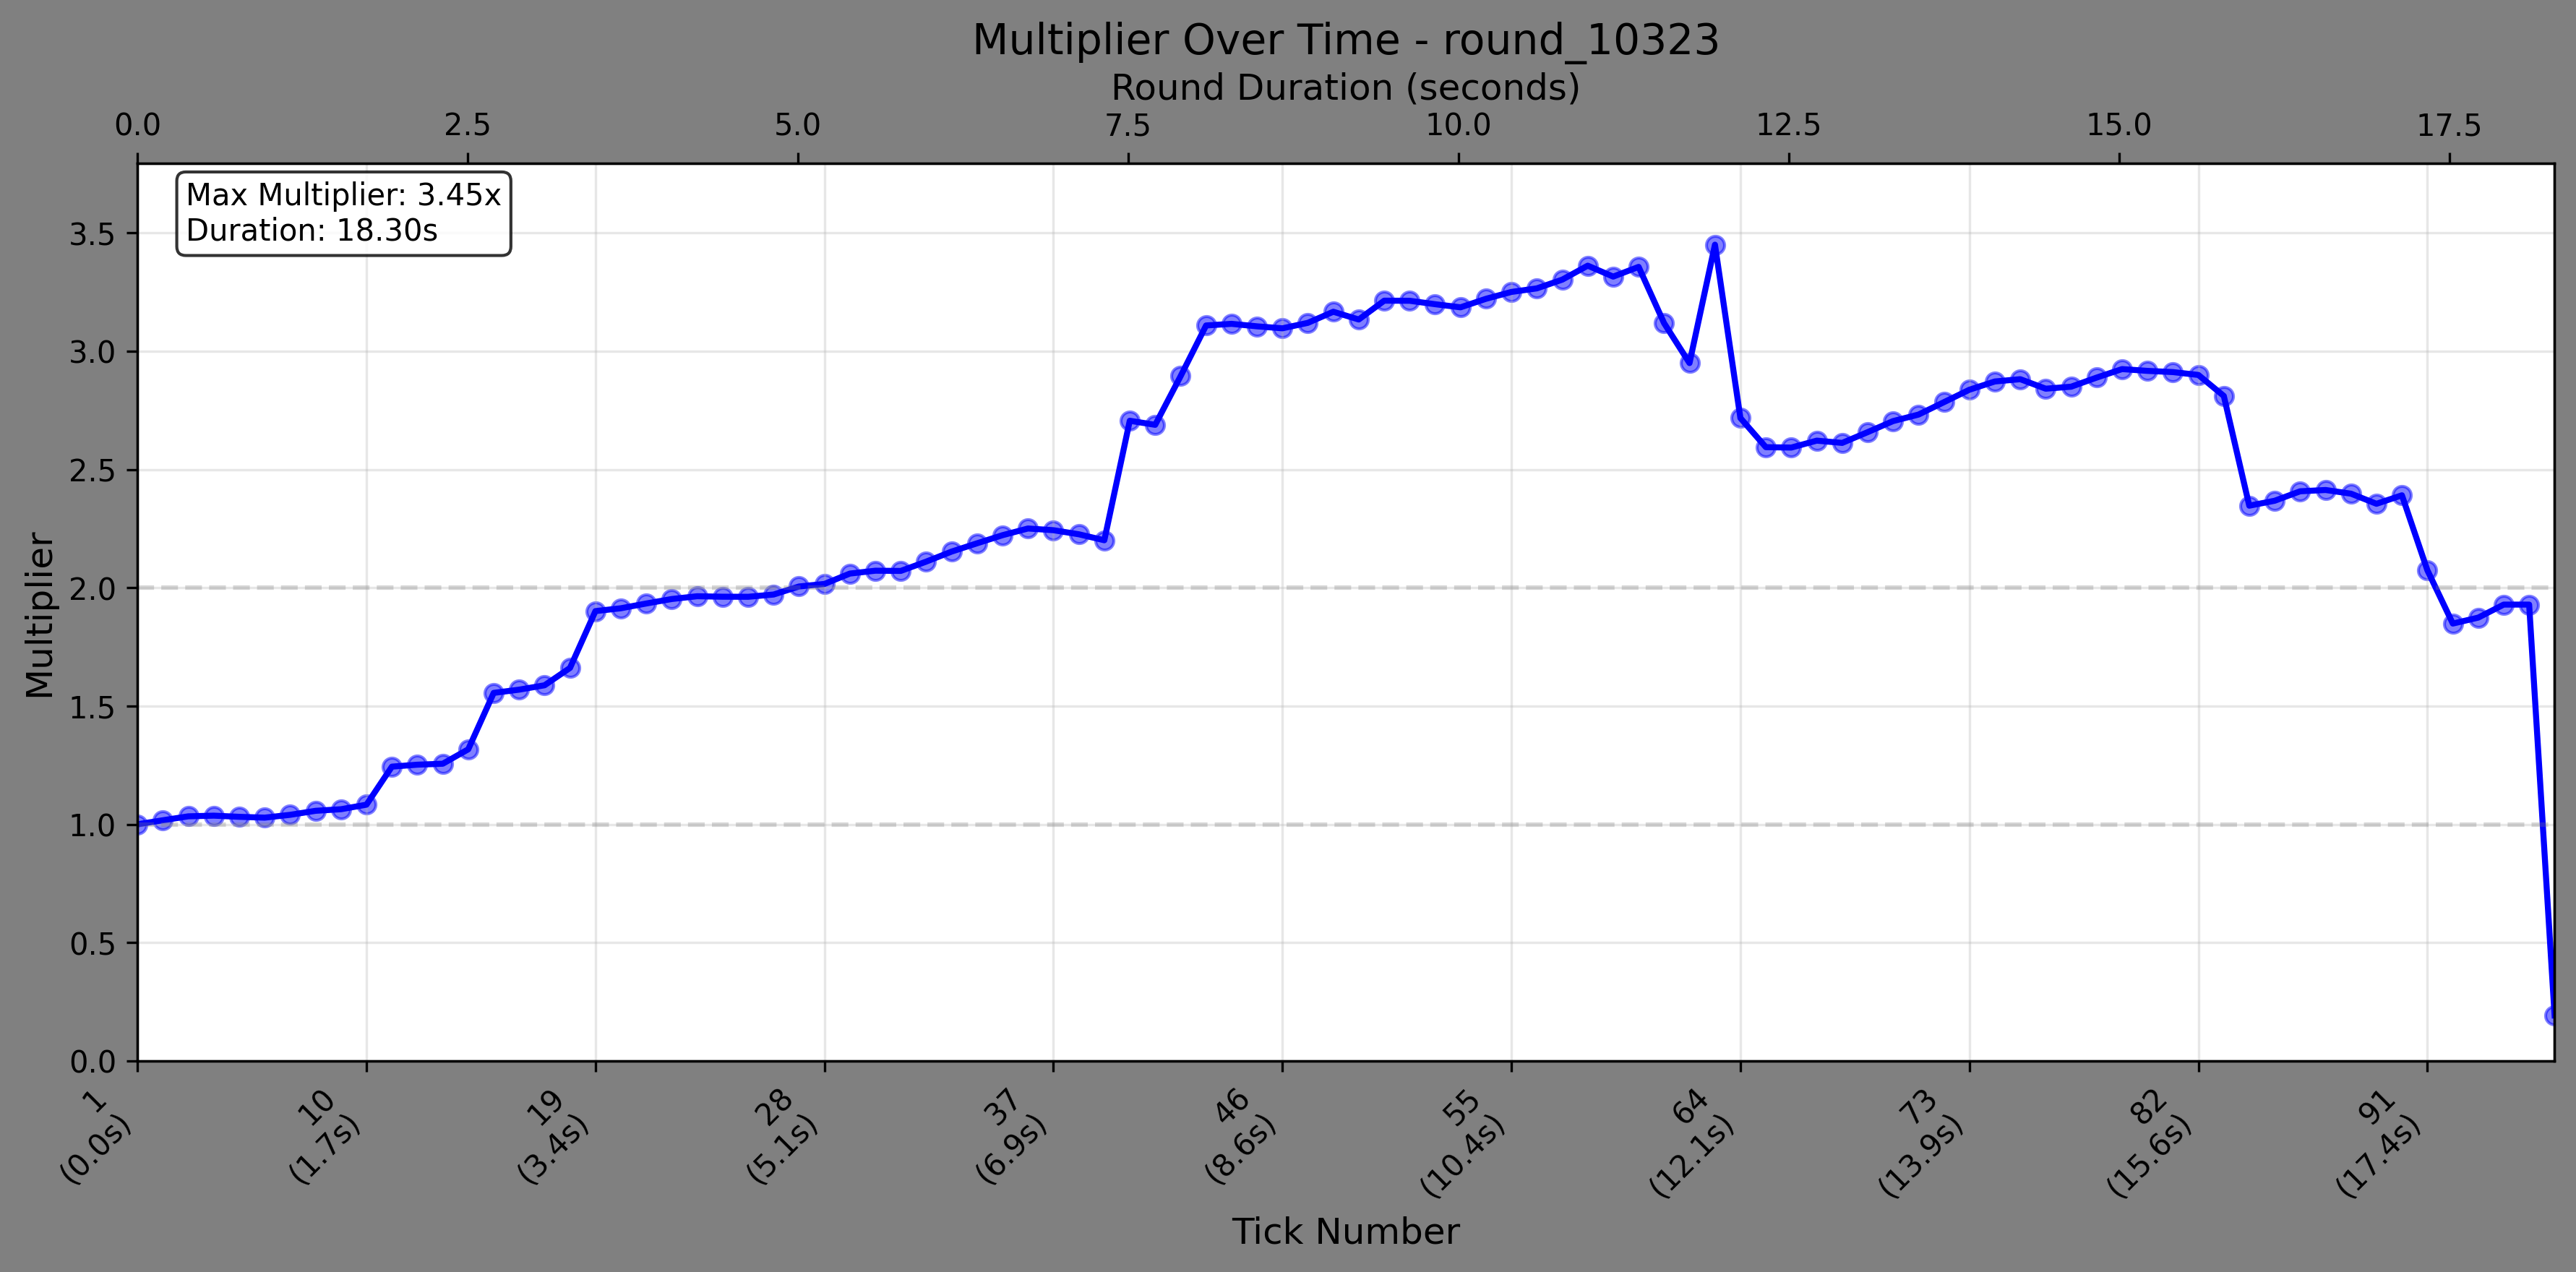 Multiplier Over Time - round_10323
Round Duration (seconds)
0.0 2.5 5.0 7.5 10.0 12.5 15.0 17.5
Max Multiplier: 3.45x
Duration: 18.30s
3.5
3.0
2.5
2.0
1.5
1.0
0.5
0.0
Multiplier
1
(0.0s)
10
(1.7s)
19
(3.4s)
28
(5.1s)
37
(6.9s)
46
(8.6s)
55
(10.4s)
64
(12.1s)
73
(13.9s)
82
(15.6s)
91
(17.4s)
Tick Number